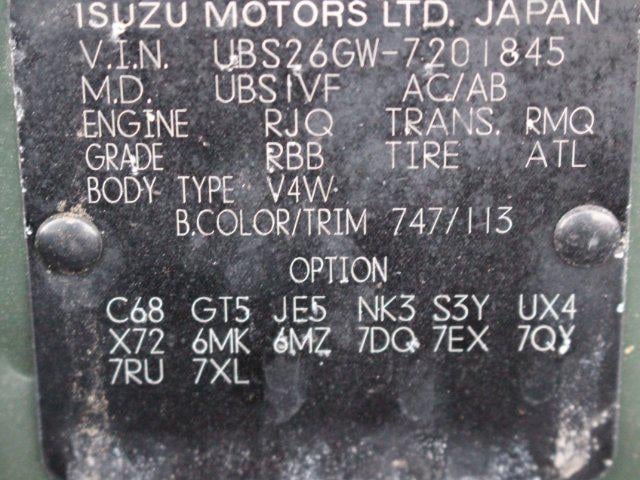 ISUZU MOTORS LTD. JAPAN
V.I.N. UBS26GW-7201845
M.D. UBS1VF AC/AB
ENGINE RJQ TRANS. RMQ
GRADE RBB TIRE ATL
BODY TYPE V4W
B.COLOR/TRIM 747/113
OPTION
C68 GT5 JE5 NK3 S3Y UX4
X72 6MK 6MZ 7DQ 7EX 7QY
7RU 7XL